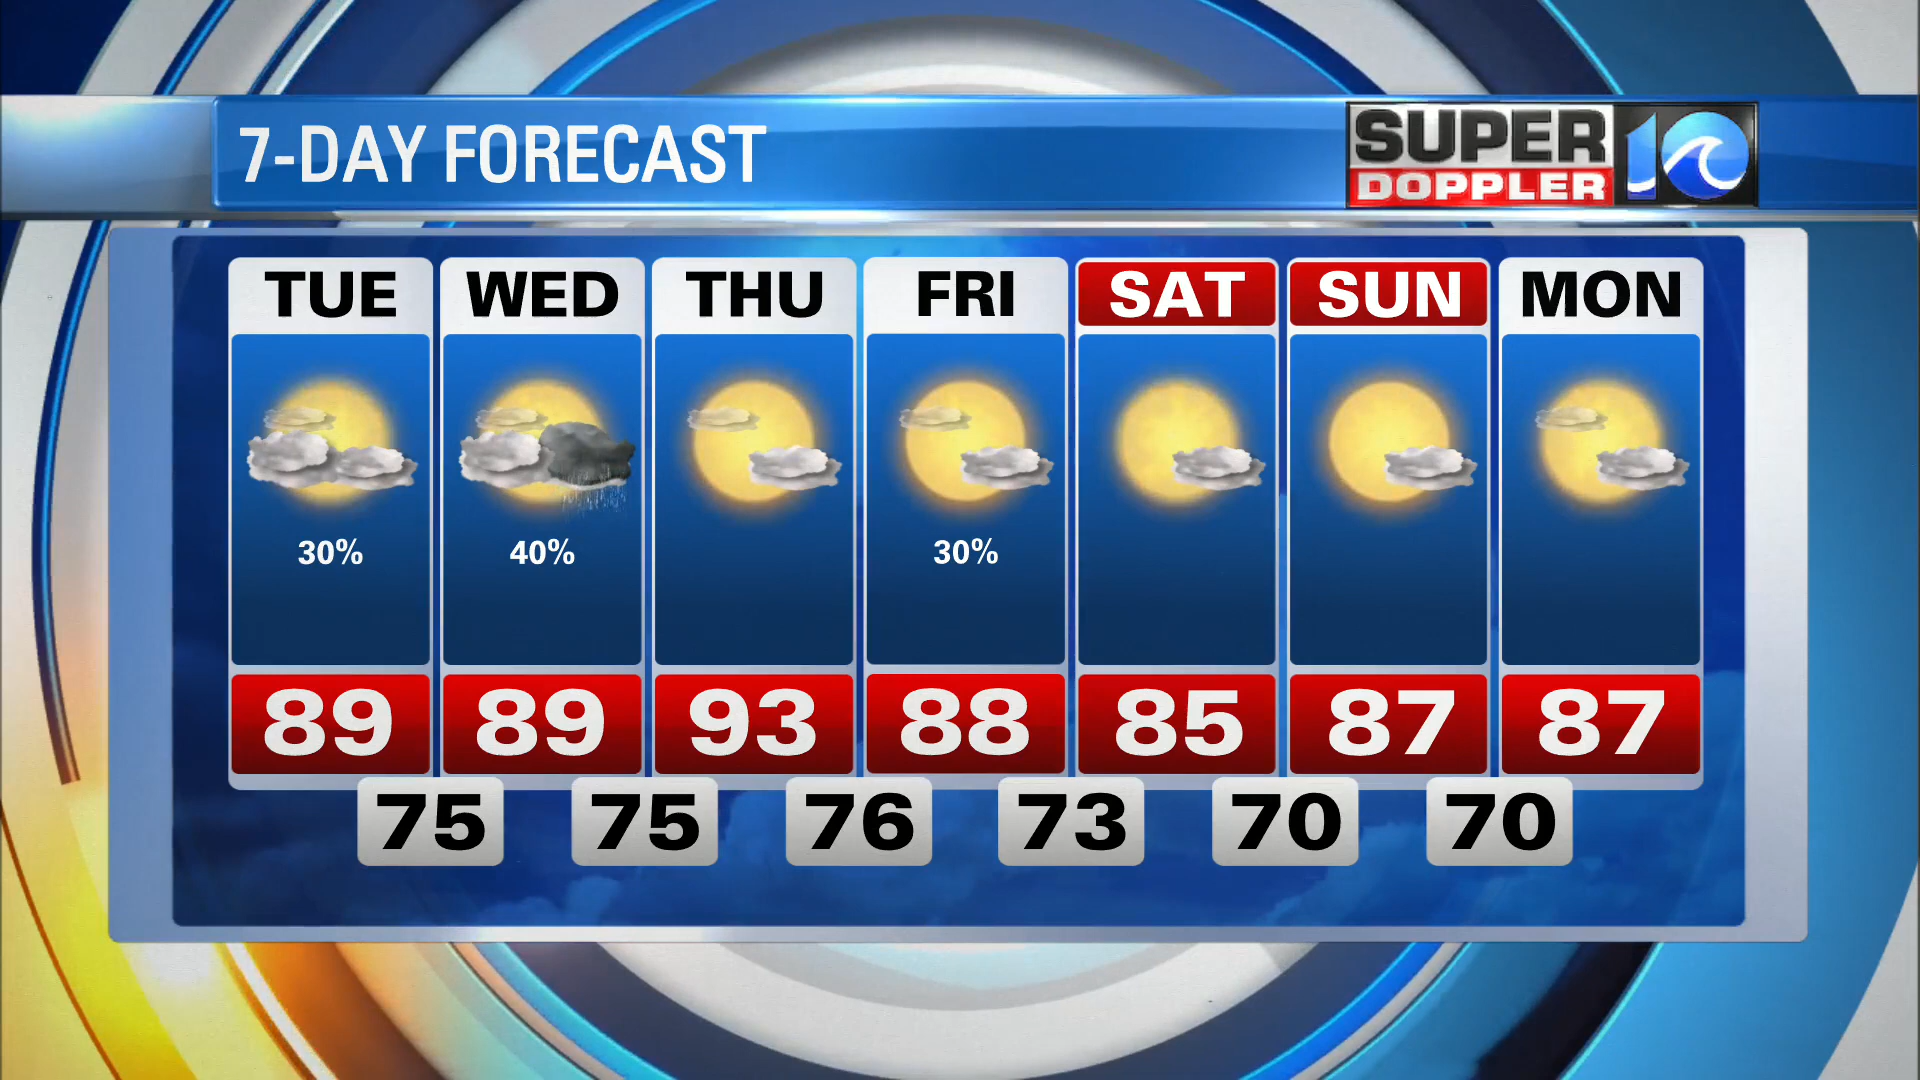 7-DAY FORECAST
SUPER
DOPPLER
10
TUE WED THU FRI SAT SUN MON
30% 40% 30%
89 89 93 88 85 87 87
75 75 76 73 70 70